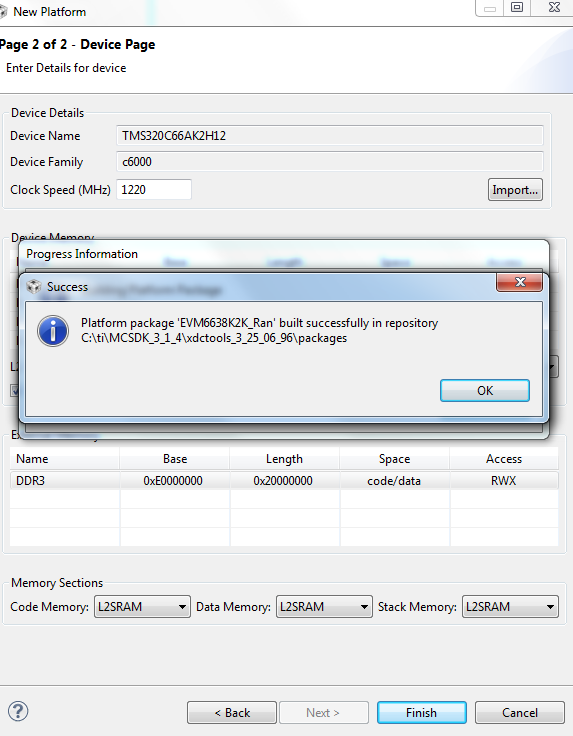 New Platform
Page 2 of 2 - Device Page
Enter Details for device
Device Details
Device Name TMS320C66AK2H12
Device Family c6000
Clock Speed (MHz) 1220 Import...
Device Memory
Progress Information
Success
Platform package 'EVM6638K2K_Ran' built successfully in repository
C:\ti\MCSDK_3_1_4\xdctools_3_25_06_96\packages
OK
Name Base Length Space Access
DDR3 0xE0000000 0x20000000 code/data RWX
Memory Sections
Code Memory: L2SRAM Data Memory: L2SRAM Stack Memory: L2SRAM
? < Back Next > Finish Cancel